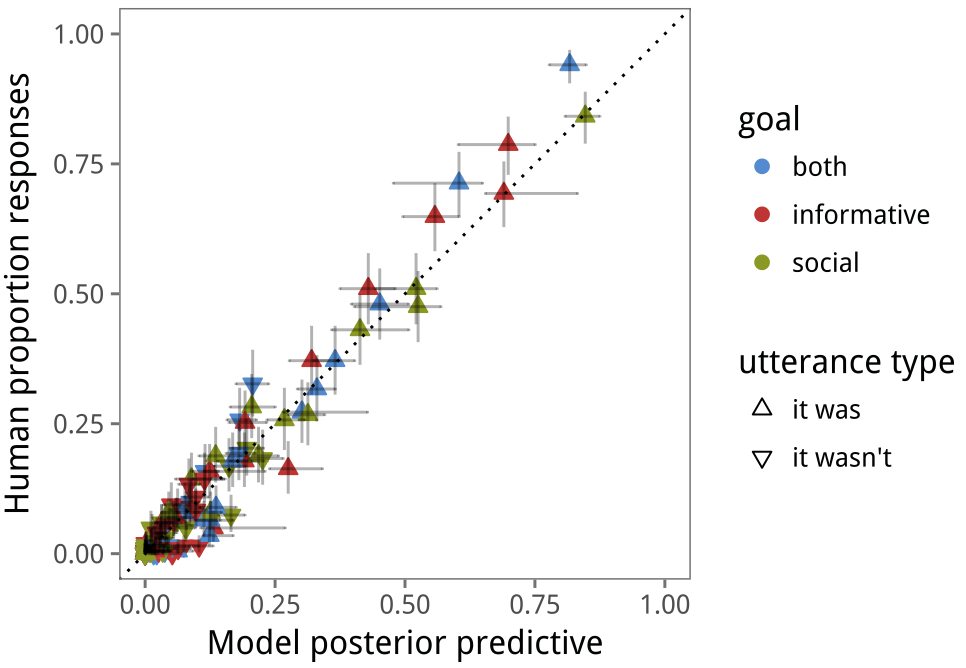 1.00
0.75
0.50
0.25
0.00
Human proportion responses
0.00 0.25 0.50 0.75 1.00
Model posterior predictive
goal
both
informative
social
utterance type
it was
it wasn't